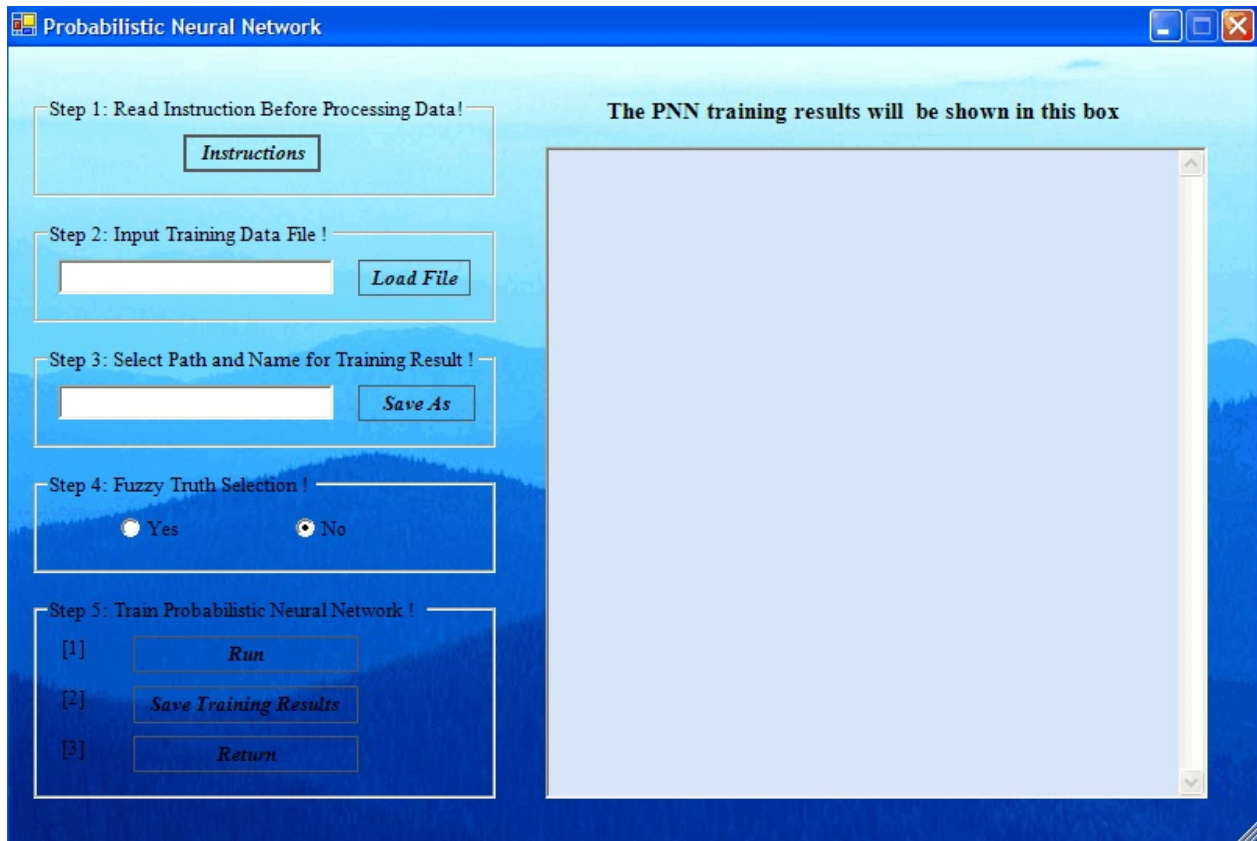 Probabilistic Neural Network
Step 1: Read Instruction Before Processing Data!
Instructions
Step 2: Input Training Data File !
Load File
Step 3: Select Path and Name for Training Result !
Save As
Step 4: Fuzzy Truth Selection !
Yes No
Step 5: Train Probabilistic Neural Network !
[1] Run
[2] Save Training Results
[3] Return
The PNN training results will be shown in this box